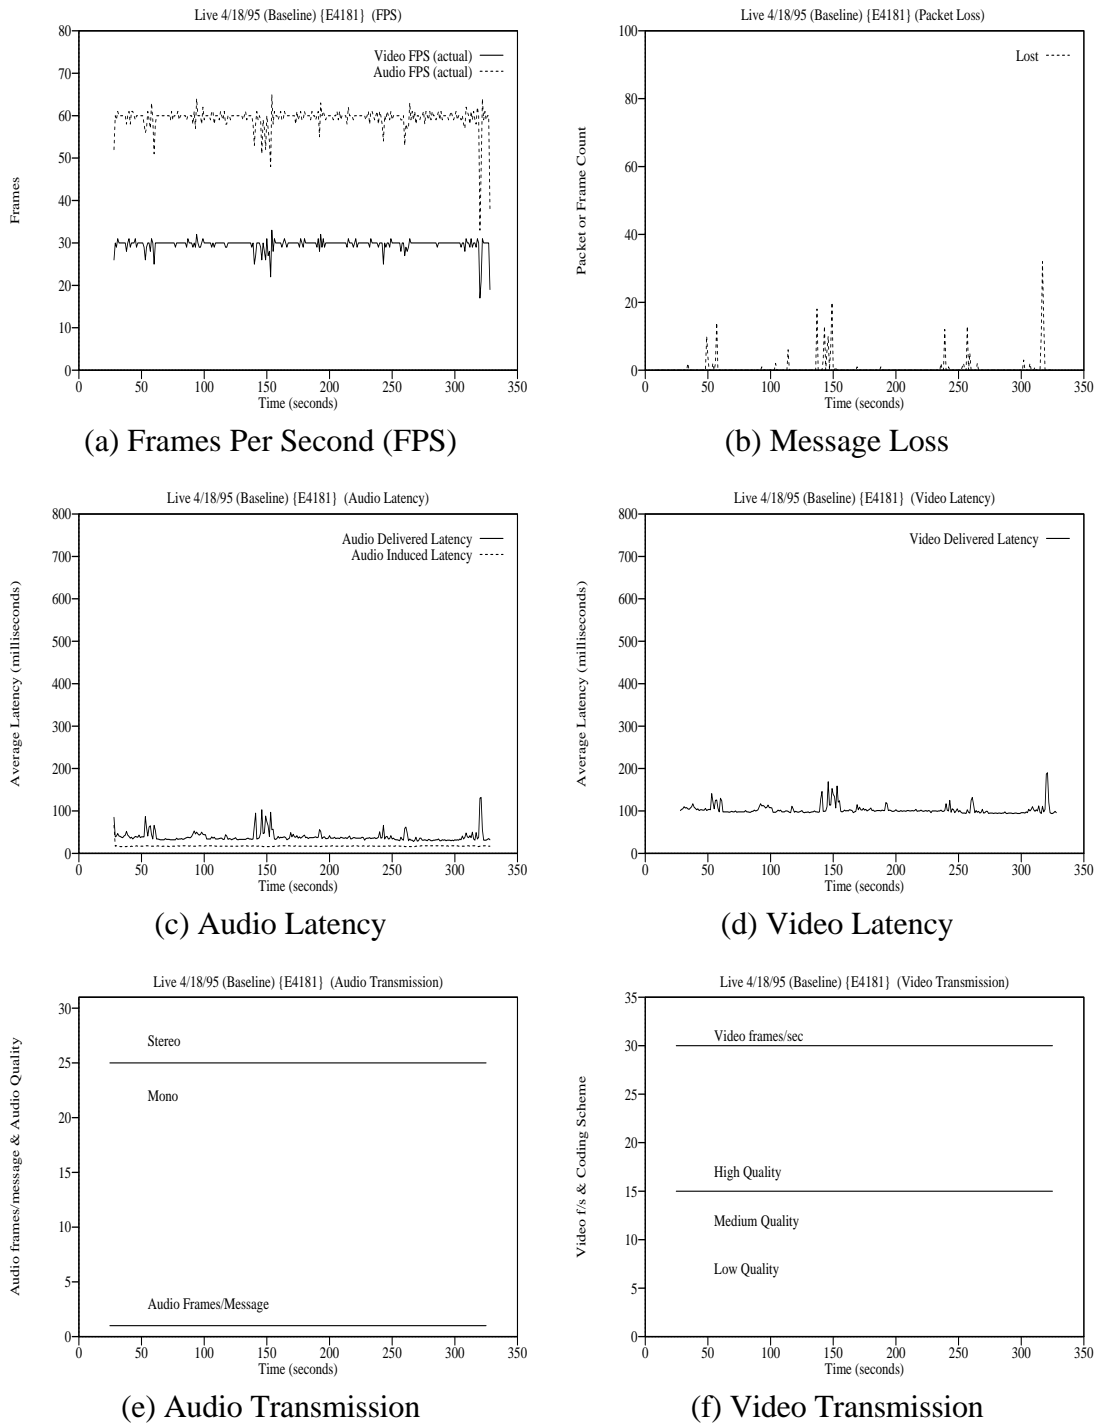 Live 4/18/95 (Baseline) {E4181} (FPS)
80
70
60
50
40
30
20
10
0
Frames
Video FPS (actual)
Audio FPS (actual)
0 50 100 150 200 250 300 350
Time (seconds)
(a) Frames Per Second (FPS)
Live 4/18/95 (Baseline) {E4181} (Packet Loss)
100
80
60
40
20
0
Packet or Frame Count
Lost
0 50 100 150 200 250 300 350
Time (seconds)
(b) Message Loss
Live 4/18/95 (Baseline) {E4181} (Audio Latency)
800
700
600
500
400
300
200
100
0
Average Latency (milliseconds)
Audio Delivered Latency
Audio Induced Latency
0 50 100 150 200 250 300 350
Time (seconds)
(c) Audio Latency
Live 4/18/95 (Baseline) {E4181} (Video Latency)
800
700
600
500
400
300
200
100
0
Average Latency (milliseconds)
Video Delivered Latency
0 50 100 150 200 250 300 350
Time (seconds)
(d) Video Latency
Live 4/18/95 (Baseline) {E4181} (Audio Transmission)
30
25
20
15
10
5
0
Audio frames/message & Audio Quality
Stereo
Mono
Audio Frames/Message
0 50 100 150 200 250 300 350
Time (seconds)
(e) Audio Transmission
Live 4/18/95 (Baseline) {E4181} (Video Transmission)
35
30
25
20
15
10
5
0
Video f/s & Coding Scheme
Video frames/sec
High Quality
Medium Quality
Low Quality
0 50 100 150 200 250 300 350
Time (seconds)
(f) Video Transmission